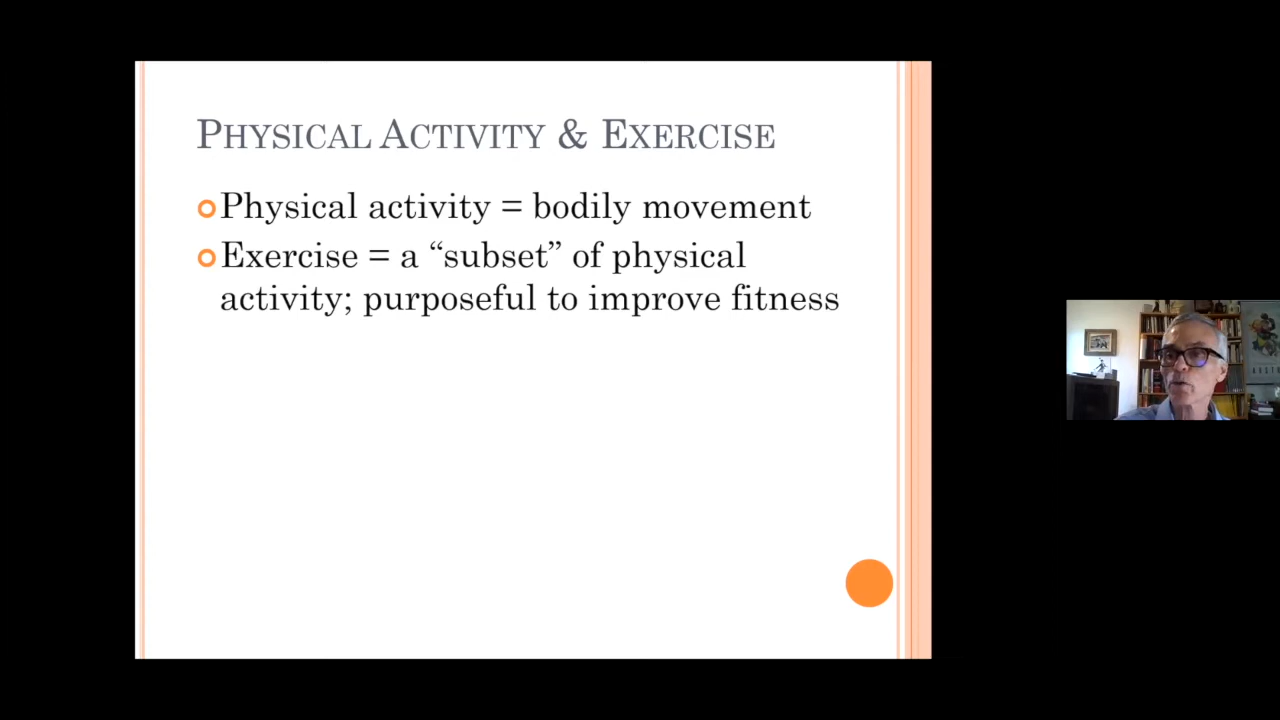 PHYSICAL ACTIVITY & EXERCISE
Physical activity = bodily movement
Exercise = a “subset” of physical
activity; purposeful to improve fitness